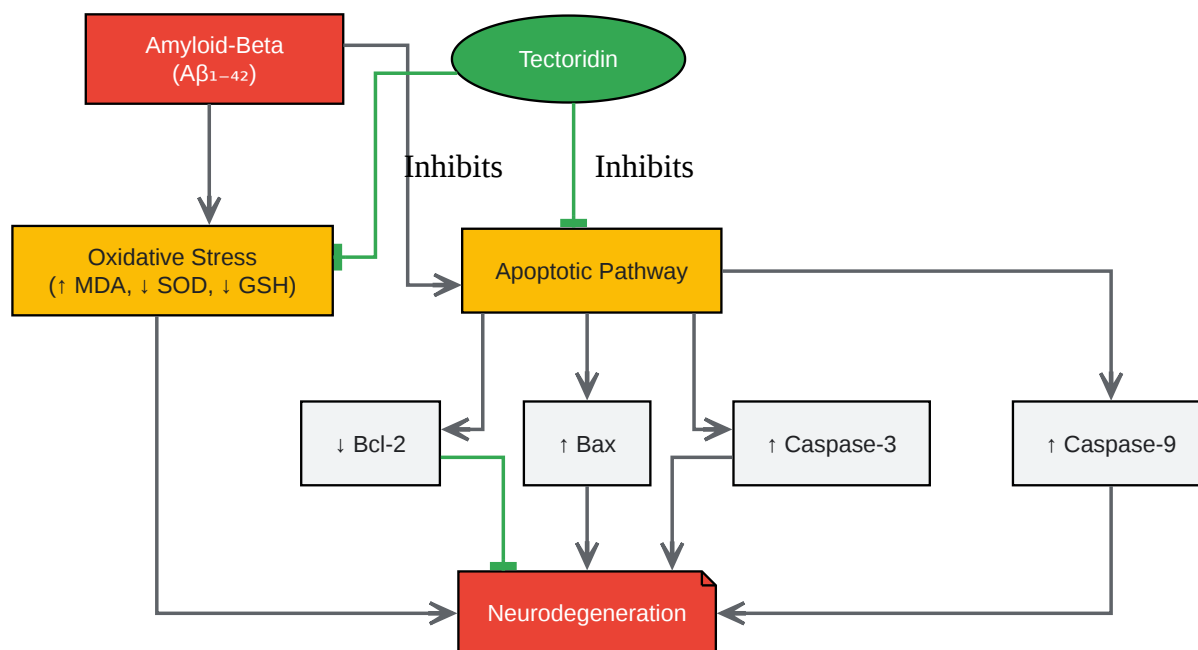 Amyloid-Beta
(Aβ₁₋₄₂)
Tectoridin
Inhibits
Inhibits
Oxidative Stress
(↑ MDA, ↓ SOD, ↓ GSH)
Apoptotic Pathway
↓ Bcl-2
↑ Bax
↑ Caspase-3
↑ Caspase-9
Neurodegeneration